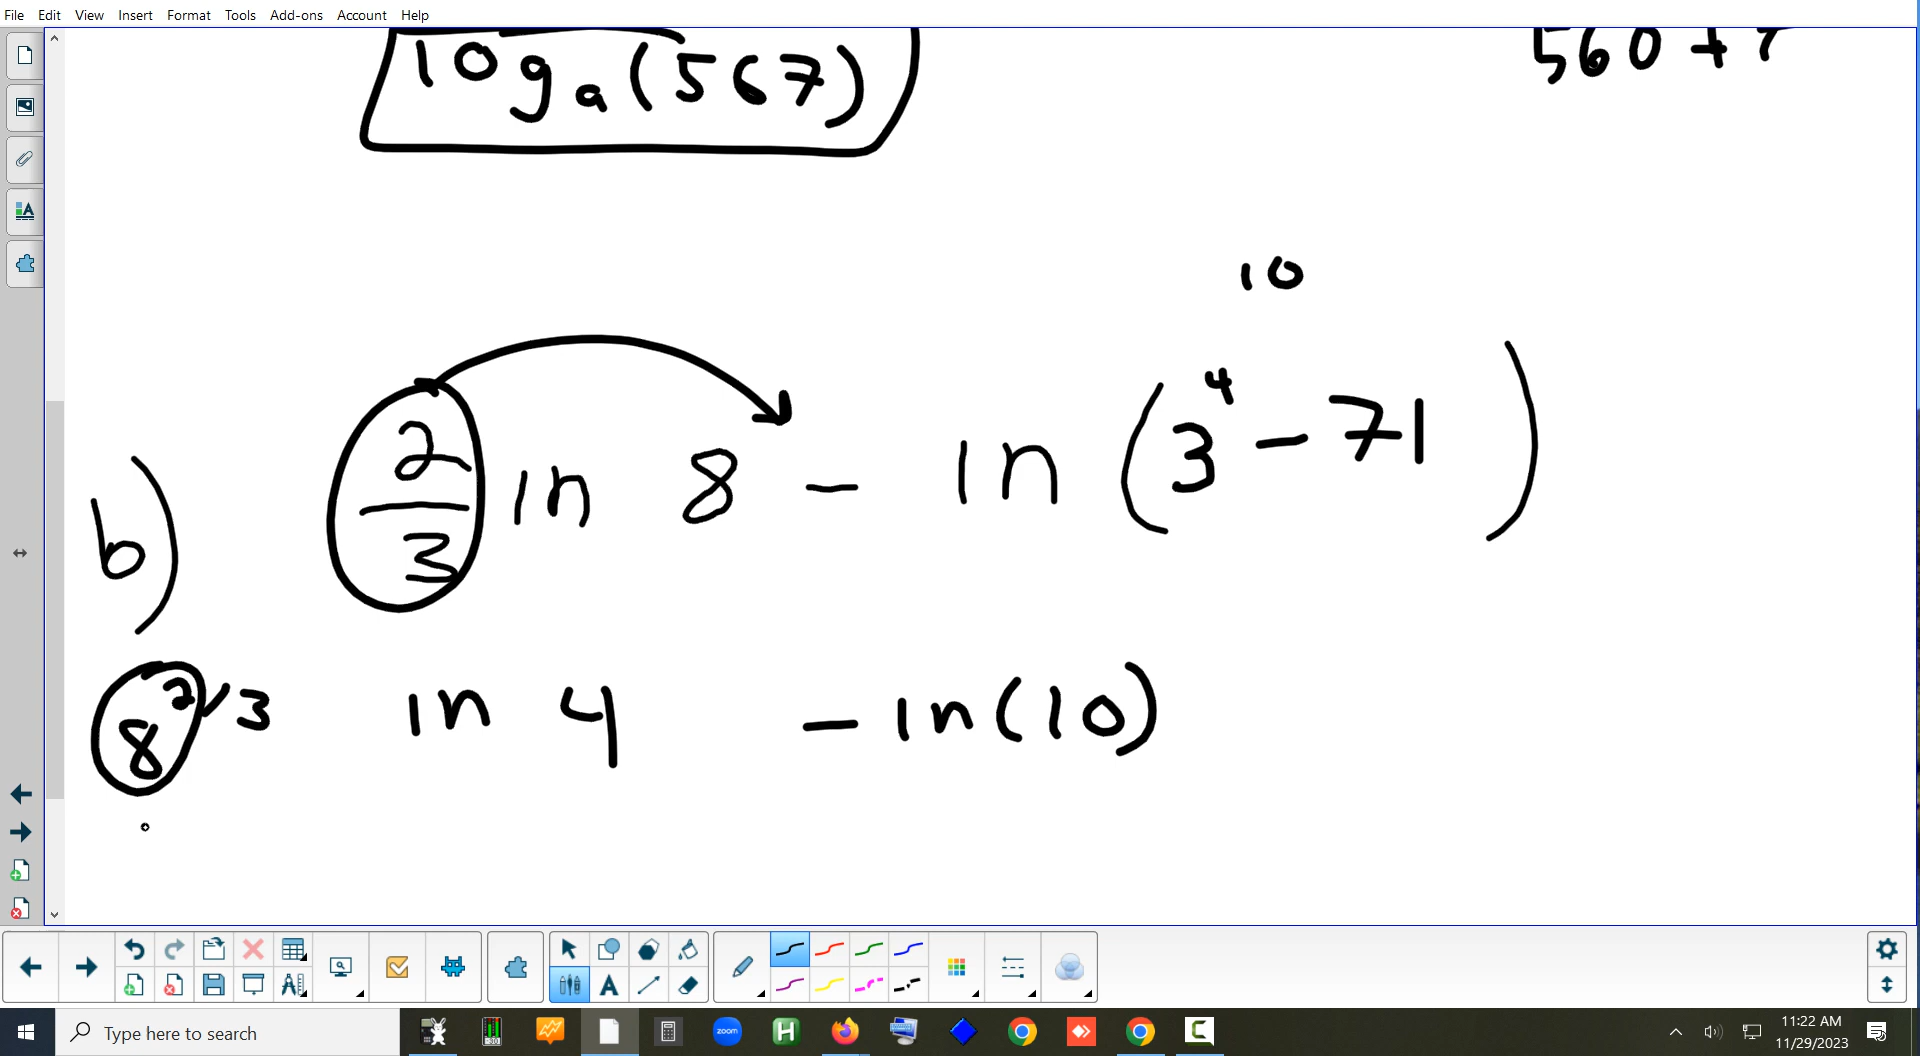 File Edit View Insert Format Tools Add-ons Account Help
log a (567)
560 + 7
10
b) 2/3 ln 8 - ln (3^4 - 71)
8^2/3 ln 4 - ln(10)
A
A
Type here to search
zoom
H
C
11:22 AM
11/29/2023